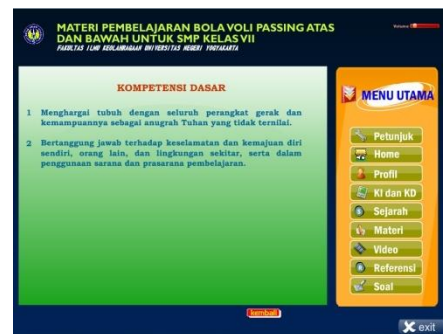 MATERI PEMBELAJARAN BOLA VOLI PASSING ATAS
DAN BAWAH UNTUK SMP KELAS VII
FAKULTAS ILMU KEOLAHRAGAAN UNIVERSITAS NEGERI YOGYAKARTA
Volume
KOMPETENSI DASAR
1 Menghargai tubuh dengan seluruh perangkat gerak dan
kemampuannya sebagai anugrah Tuhan yang tidak ternilai.
2 Bertanggung jawab terhadap keselamatan dan kemajuan diri
sendiri, orang lain, dan lingkungan sekitar, serta dalam
penggunaan sarana dan prasarana pembelajaran.
kembali
MENU UTAMA
Petunjuk
Home
Profil
KI dan KD
Sejarah
Materi
Video
Referensi
Soal
exit